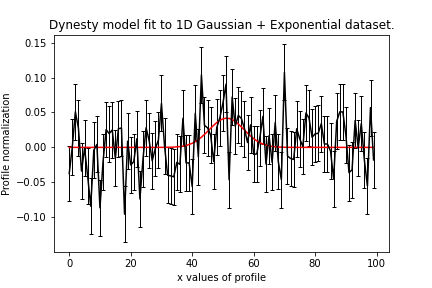 Dynesty model fit to 1D Gaussian + Exponential dataset.
0.15
0.10
0.05
0.00
−0.05
−0.10
Profile normalization
0 20 40 60 80 100
x values of profile